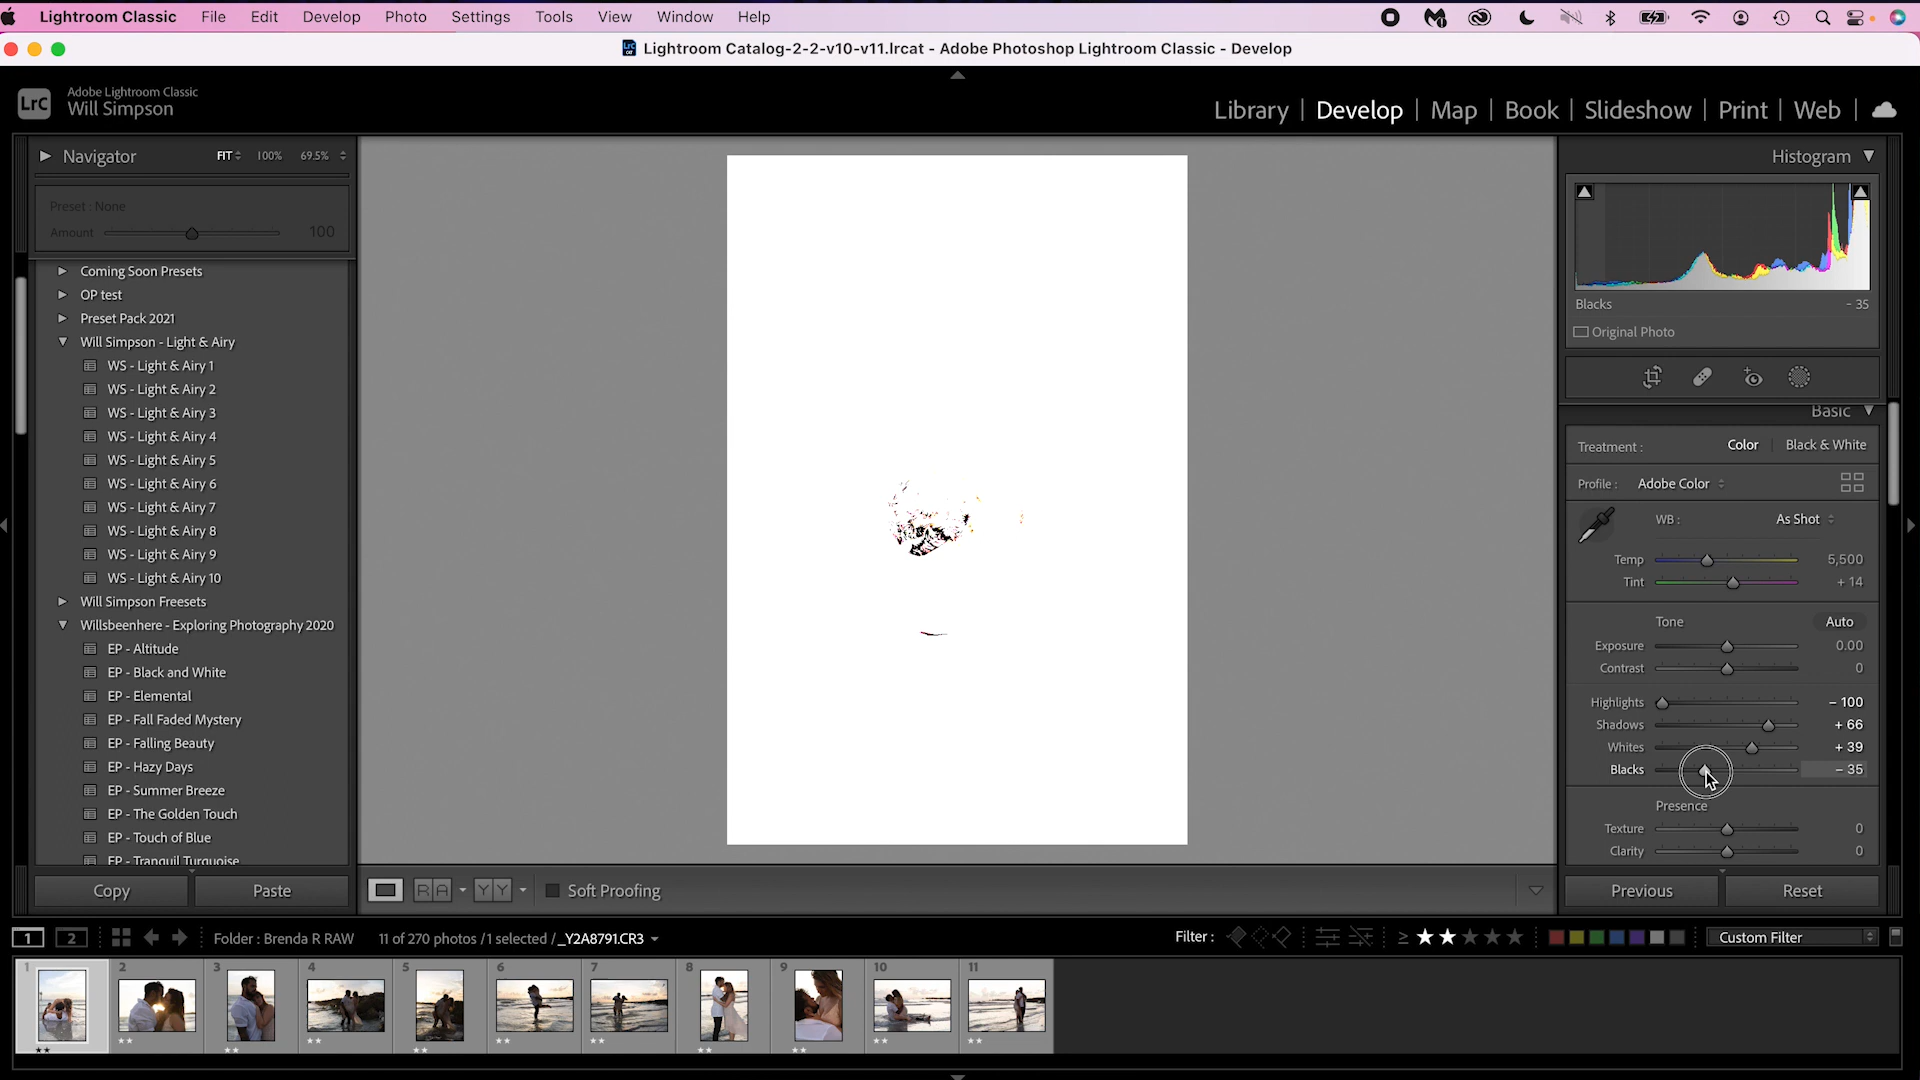 Lightroom Classic File Edit Develop Photo Settings Tools View Window Help
Lightroom Catalog-2-2-v10-v11.lrcat - Adobe Photoshop Lightroom Classic - Develop
LrC Adobe Lightroom Classic
Will Simpson
Library | Develop | Map | Book | Slideshow | Print | Web
Navigator FIT 100% 69.5%
Preset : None
Amount 100
Coming Soon Presets
OP test
Preset Pack 2021
Will Simpson - Light & Airy
WS - Light & Airy 1
WS - Light & Airy 2
WS - Light & Airy 3
WS - Light & Airy 4
WS - Light & Airy 5
WS - Light & Airy 6
WS - Light & Airy 7
WS - Light & Airy 8
WS - Light & Airy 9
WS - Light & Airy 10
Will Simpson Freesets
Willsbeenhere - Exploring Photography 2020
EP - Altitude
EP - Black and White
EP - Elemental
EP - Fall Faded Mystery
EP - Falling Beauty
EP - Hazy Days
EP - Summer Breeze
EP - The Golden Touch
EP - Touch of Blue
EP - Tranquil Turquoise
Copy Paste
RA YY Soft Proofing
Histogram
Blacks - 35
Original Photo
Basic
Treatment : Color Black & White
Profile : Adobe Color
WB : As Shot
Temp 5,500
Tint + 14
Tone Auto
Exposure 0.00
Contrast 0
Highlights - 100
Shadows + 66
Whites + 39
Blacks - 35
Presence
Texture 0
Clarity 0
Previous Reset
1 2 Folder : Brenda R RAW 11 of 270 photos / 1 selected / _Y2A8791.CR3 Filter : ≥ ★★★★★ Custom Filter
1 2 3 4 5 6 7 8 9 10 11